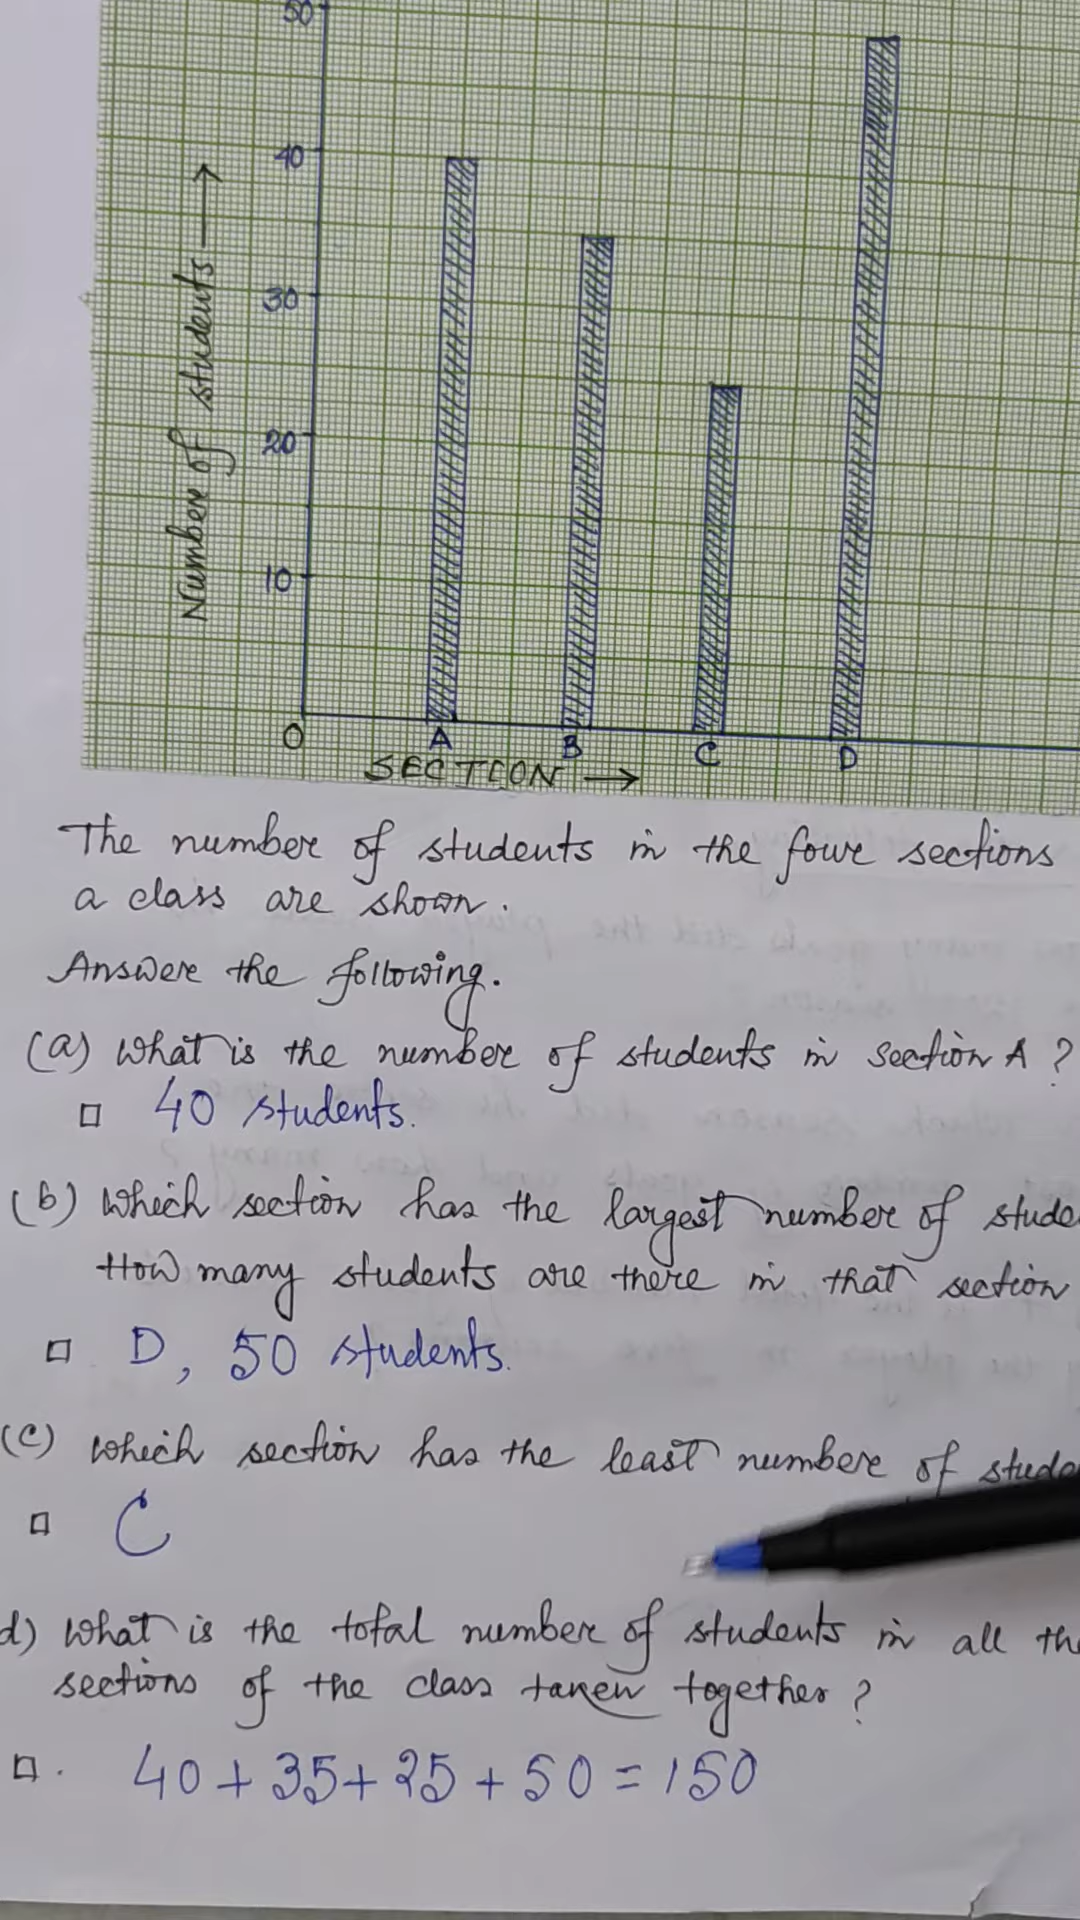 50
40
30
20
10
0
Number of students
A B C D
SECTION
The number of students in the four sections
a class are shown.
Answer the following.
(a) What is the number of students in section A ?
40 students.
(b) Which section has the largest number of stude
How many students are there in that section
D, 50 students.
(c) Which section has the least number of stude
C
d) What is the total number of students in all the
sections of the class taken together ?
40 + 35 + 25 + 50 = 150